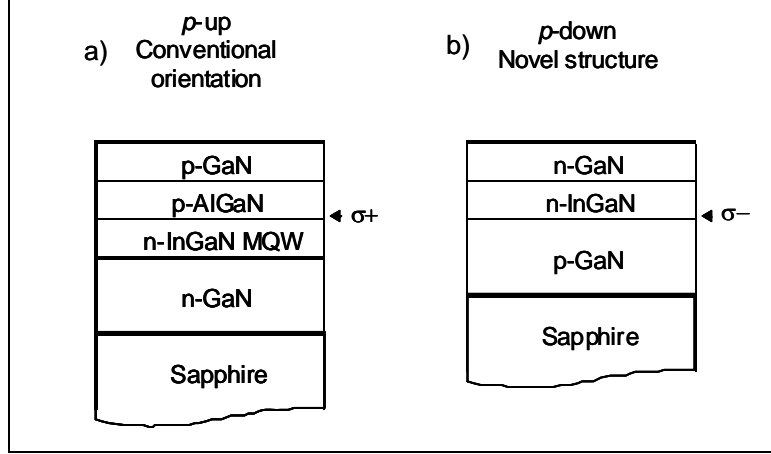 a)
p-up
Conventional
orientation
p-GaN
p-AlGaN
n-InGaN MQW
n-GaN
Sapphire
σ+
b)
p-down
Novel structure
n-GaN
n-InGaN
p-GaN
Sapphire
σ−